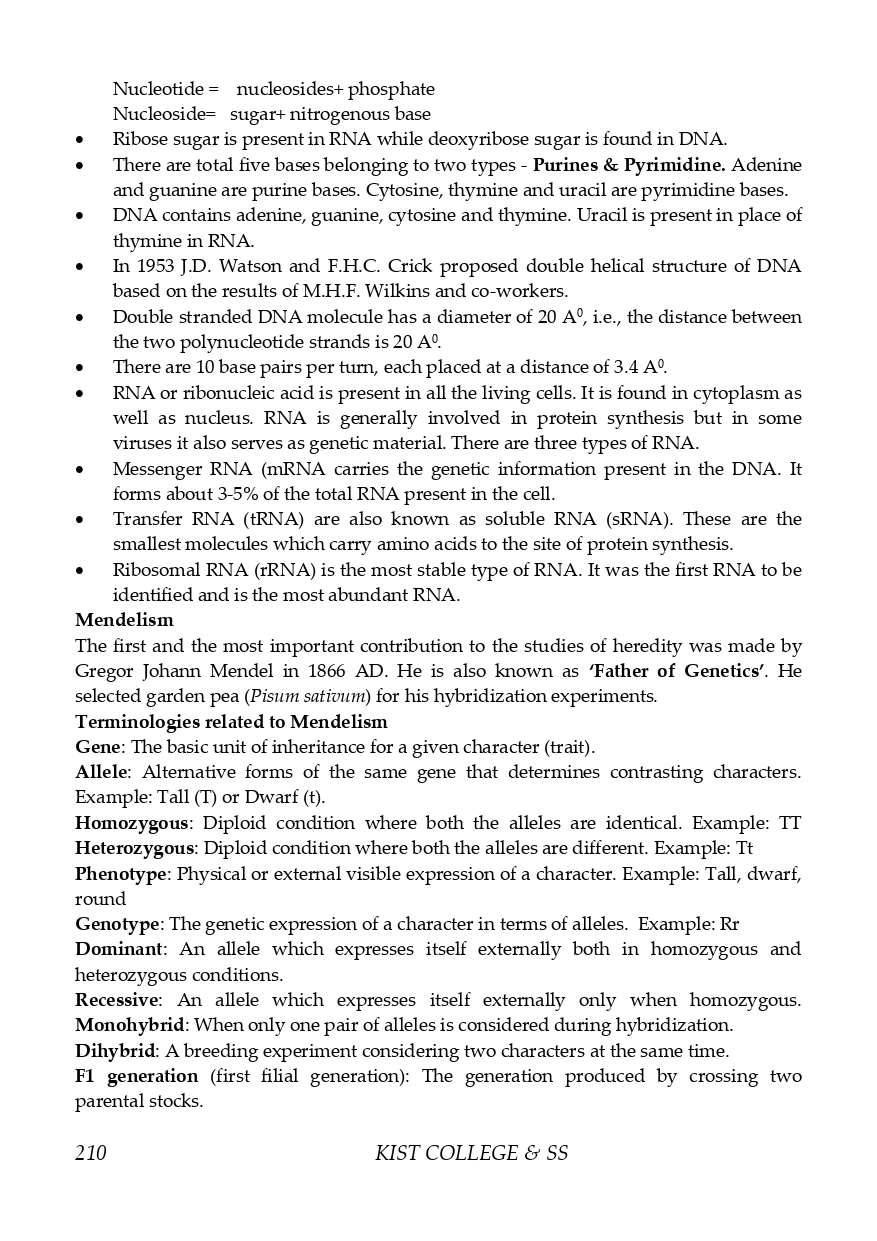 Nucleotide = nucleosides+ phosphate
Nucleoside= sugar+ nitrogenous base
• Ribose sugar is present in RNA while deoxyribose sugar is found in DNA.
• There are total five bases belonging to two types - Purines & Pyrimidine. Adenine
and guanine are purine bases. Cytosine, thymine and uracil are pyrimidine bases.
• DNA contains adenine, guanine, cytosine and thymine. Uracil is present in place of
thymine in RNA.
• In 1953 J.D. Watson and F.H.C. Crick proposed double helical structure of DNA
based on the results of M.H.F. Wilkins and co-workers.
• Double stranded DNA molecule has a diameter of 20 A⁰, i.e., the distance between
the two polynucleotide strands is 20 A⁰.
• There are 10 base pairs per turn, each placed at a distance of 3.4 A⁰.
• RNA or ribonucleic acid is present in all the living cells. It is found in cytoplasm as
well as nucleus. RNA is generally involved in protein synthesis but in some
viruses it also serves as genetic material. There are three types of RNA.
• Messenger RNA (mRNA carries the genetic information present in the DNA. It
forms about 3-5% of the total RNA present in the cell.
• Transfer RNA (tRNA) are also known as soluble RNA (sRNA). These are the
smallest molecules which carry amino acids to the site of protein synthesis.
• Ribosomal RNA (rRNA) is the most stable type of RNA. It was the first RNA to be
identified and is the most abundant RNA.
Mendelism
The first and the most important contribution to the studies of heredity was made by
Gregor Johann Mendel in 1866 AD. He is also known as ‘Father of Genetics’. He
selected garden pea (Pisum sativum) for his hybridization experiments.
Terminologies related to Mendelism
Gene: The basic unit of inheritance for a given character (trait).
Allele: Alternative forms of the same gene that determines contrasting characters.
Example: Tall (T) or Dwarf (t).
Homozygous: Diploid condition where both the alleles are identical. Example: TT
Heterozygous: Diploid condition where both the alleles are different. Example: Tt
Phenotype: Physical or external visible expression of a character. Example: Tall, dwarf,
round
Genotype: The genetic expression of a character in terms of alleles. Example: Rr
Dominant: An allele which expresses itself externally both in homozygous and
heterozygous conditions.
Recessive: An allele which expresses itself externally only when homozygous.
Monohybrid: When only one pair of alleles is considered during hybridization.
Dihybrid: A breeding experiment considering two characters at the same time.
F1 generation (first filial generation): The generation produced by crossing two
parental stocks.
210 KIST COLLEGE & SS